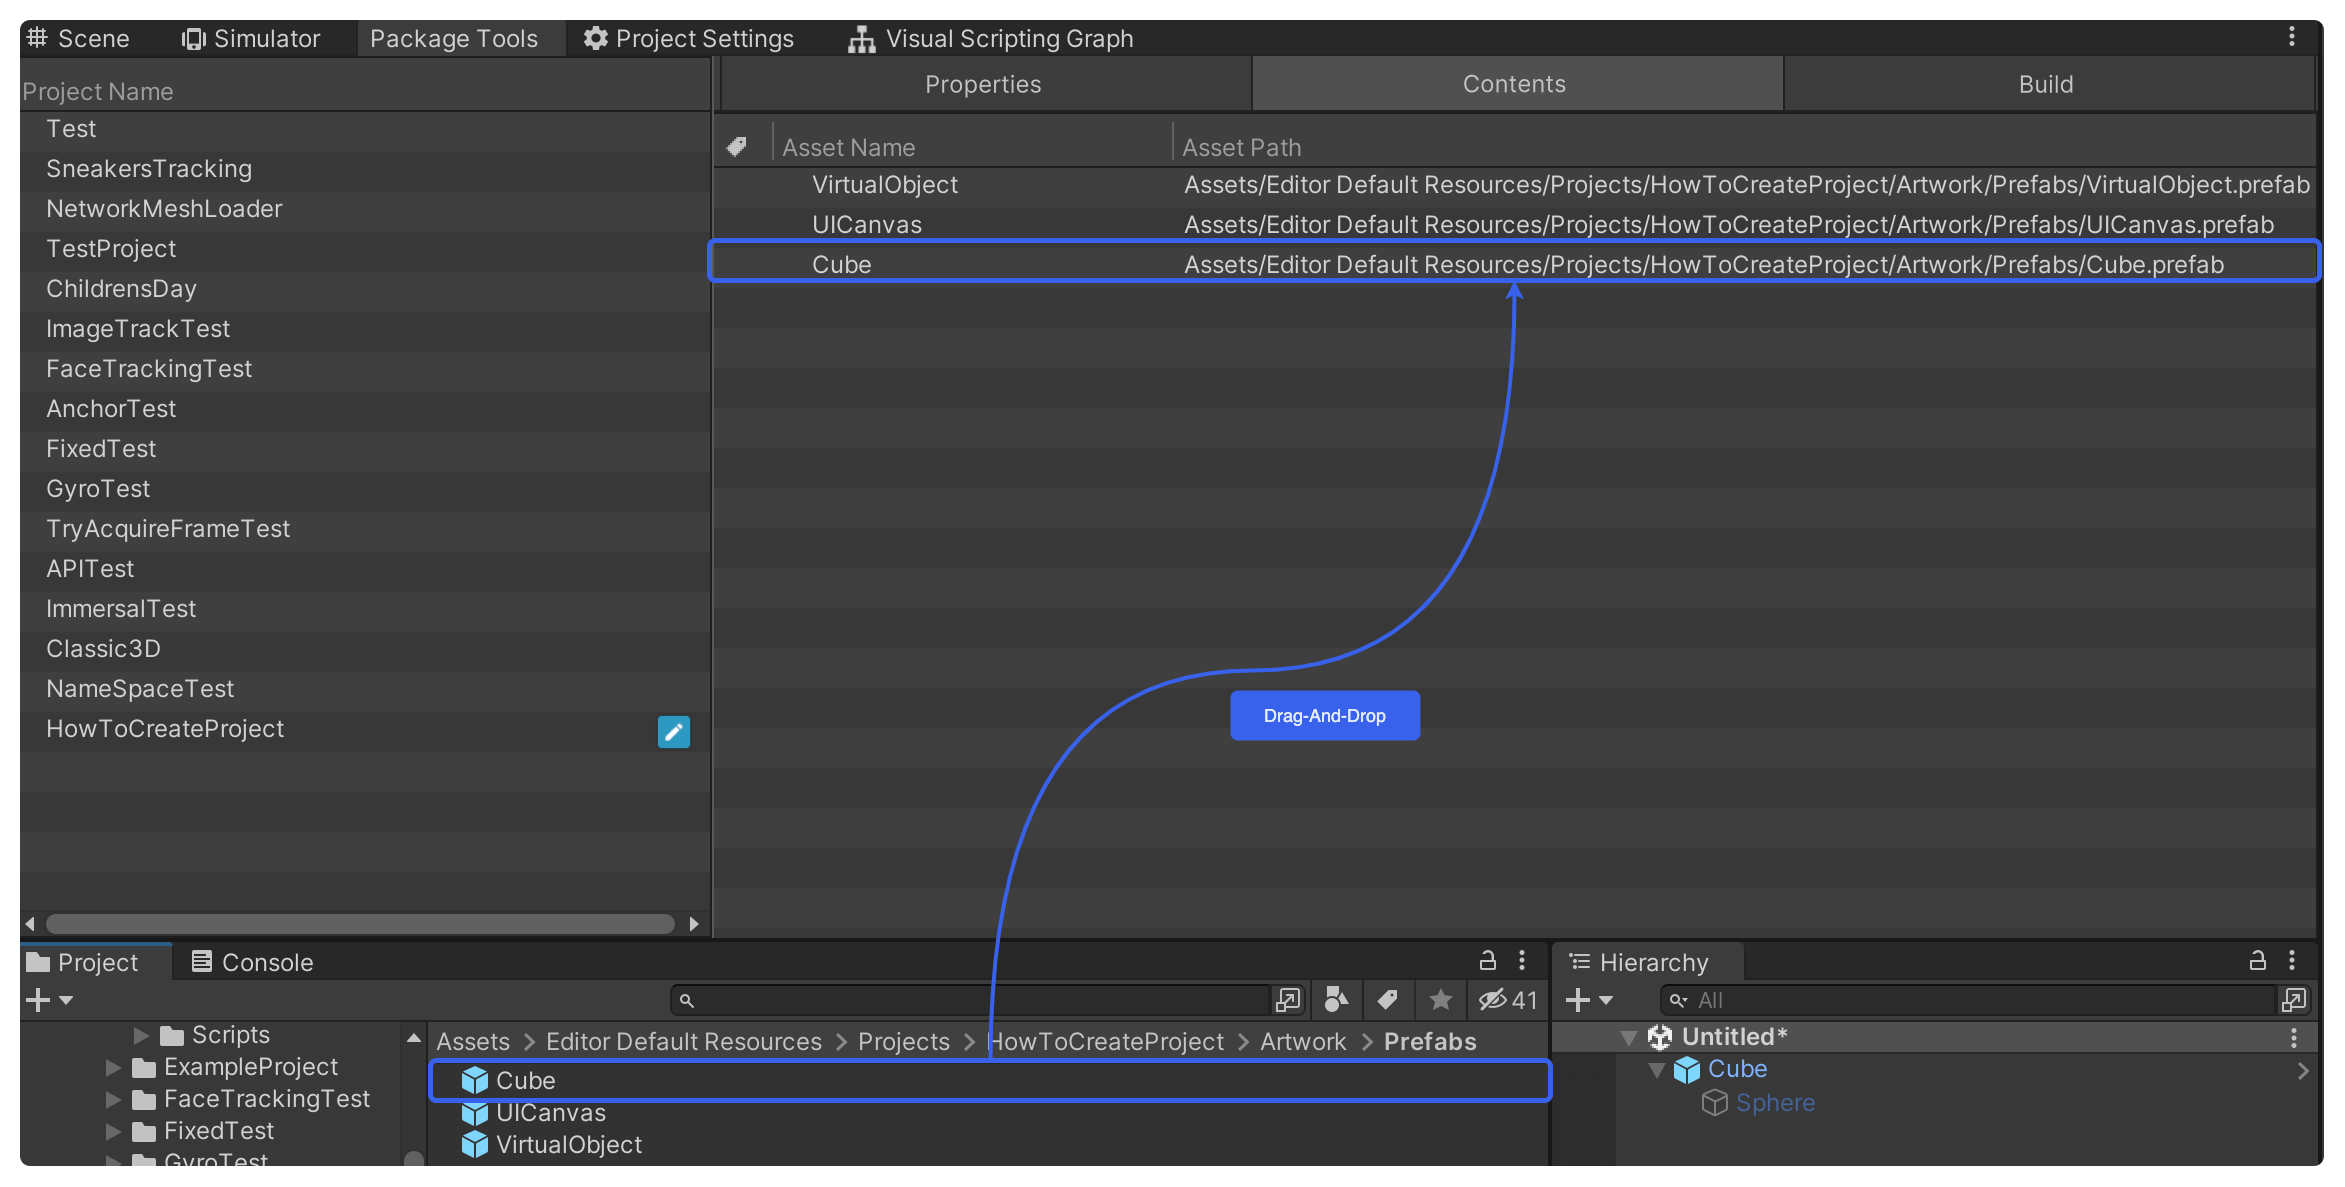 Scene Simulator Package Tools Project Settings Visual Scripting Graph
Project Name
Test
SneakersTracking
NetworkMeshLoader
TestProject
ChildrensDay
ImageTrackTest
FaceTrackingTest
AnchorTest
FixedTest
GyroTest
TryAcquireFrameTest
APITest
ImmersalTest
Classic3D
NameSpaceTest
HowToCreateProject
Properties Contents Build
Asset Name Asset Path
VirtualObject Assets/Editor Default Resources/Projects/HowToCreateProject/Artwork/Prefabs/VirtualObject.prefab
UICanvas Assets/Editor Default Resources/Projects/HowToCreateProject/Artwork/Prefabs/UICanvas.prefab
Cube Assets/Editor Default Resources/Projects/HowToCreateProject/Artwork/Prefabs/Cube.prefab
Drag-And-Drop
Project Console
41
Scripts
ExampleProject
FaceTrackingTest
FixedTest
GyroTest
Assets > Editor Default Resources > Projects > HowToCreateProject > Artwork > Prefabs
Cube
UICanvas
VirtualObject
Hierarchy
All
Untitled*
Cube
Sphere